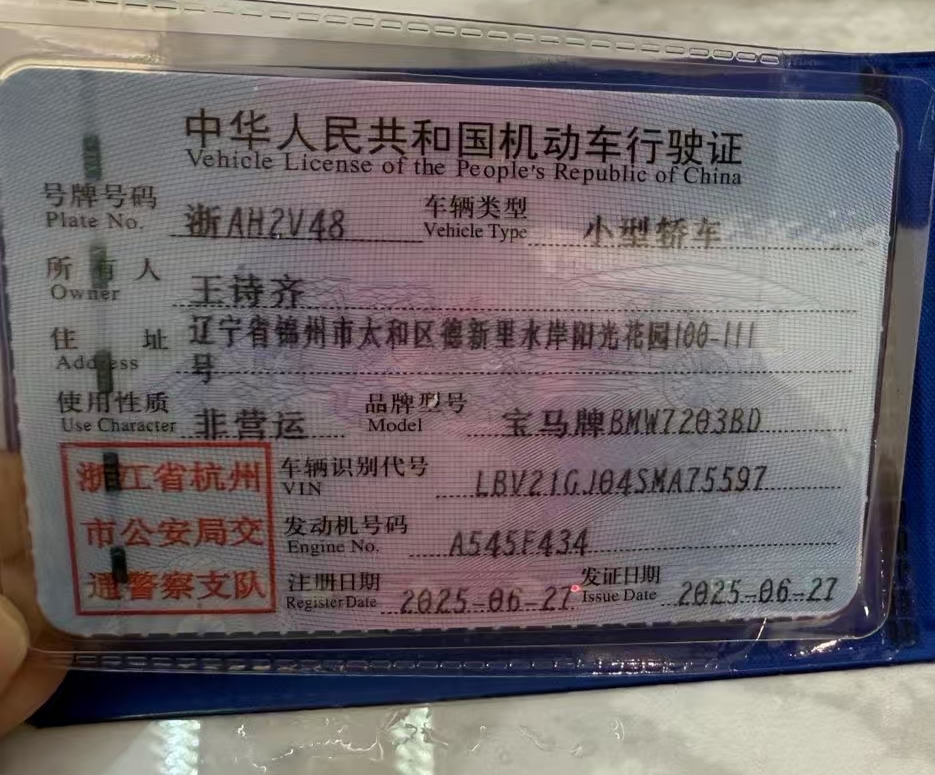 中华人民共和国机动车行驶证
Vehicle License of the People's Republic of China
号牌号码 浙AH2V48 车辆类型 小型轿车
Plate No. Vehicle Type
所有人 王诗齐
Owner
住址 辽宁省锦州市太和区德新里水岸阳光花园100-111
Address 号
使用性质 非营运 品牌型号 宝马牌BMW7203BD
Use Character Model
浙江省杭州 车辆识别代号 LBV21GJ04SMA75597
VIN
市公安局交 发动机号码 A545F434
Engine No.
通警察支队 注册日期 2025-06-27 发证日期 2025-06-27
Register Date Issue Date